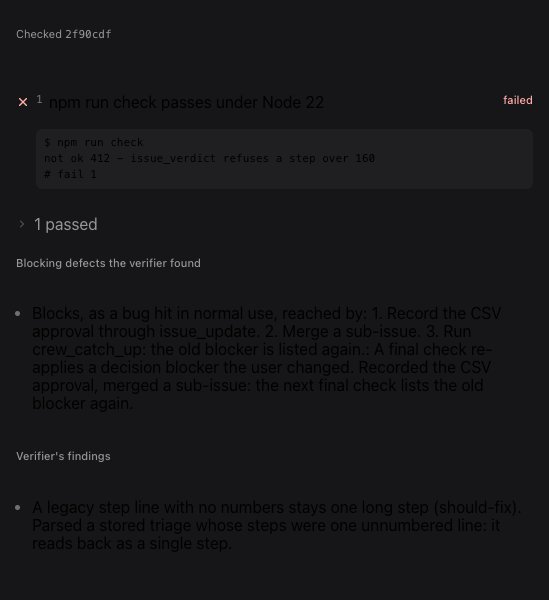 Checked 2f90cdf
1 npm run check passes under Node 22
failed
$ npm run check
not ok 412 – issue_verdict refuses a step over 160
# fail 1
1 passed
Blocking defects the verifier found
Blocks, as a bug hit in normal use, reached by: 1. Record the CSV
approval through issue_update. 2. Merge a sub-issue. 3. Run
crew_catch_up: the old blocker is listed again.: A final check re-
applies a decision blocker the user changed. Recorded the CSV
approval, merged a sub-issue: the next final check lists the old
blocker again.
Verifier's findings
A legacy step line with no numbers stays one long step (should-fix).
Parsed a stored triage whose steps were one unnumbered line: it
reads back as a single step.